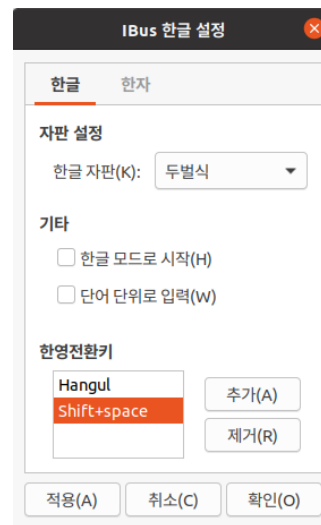 IBus 한글 설정
한글 한자
자판 설정
한글 자판(K): 두벌식
기타
한글 모드로 시작(H)
단어 단위로 입력(W)
한영전환키
Hangul
추가(A)
Shift+space
제거(R)
적용(A) 취소(C) 확인(O)